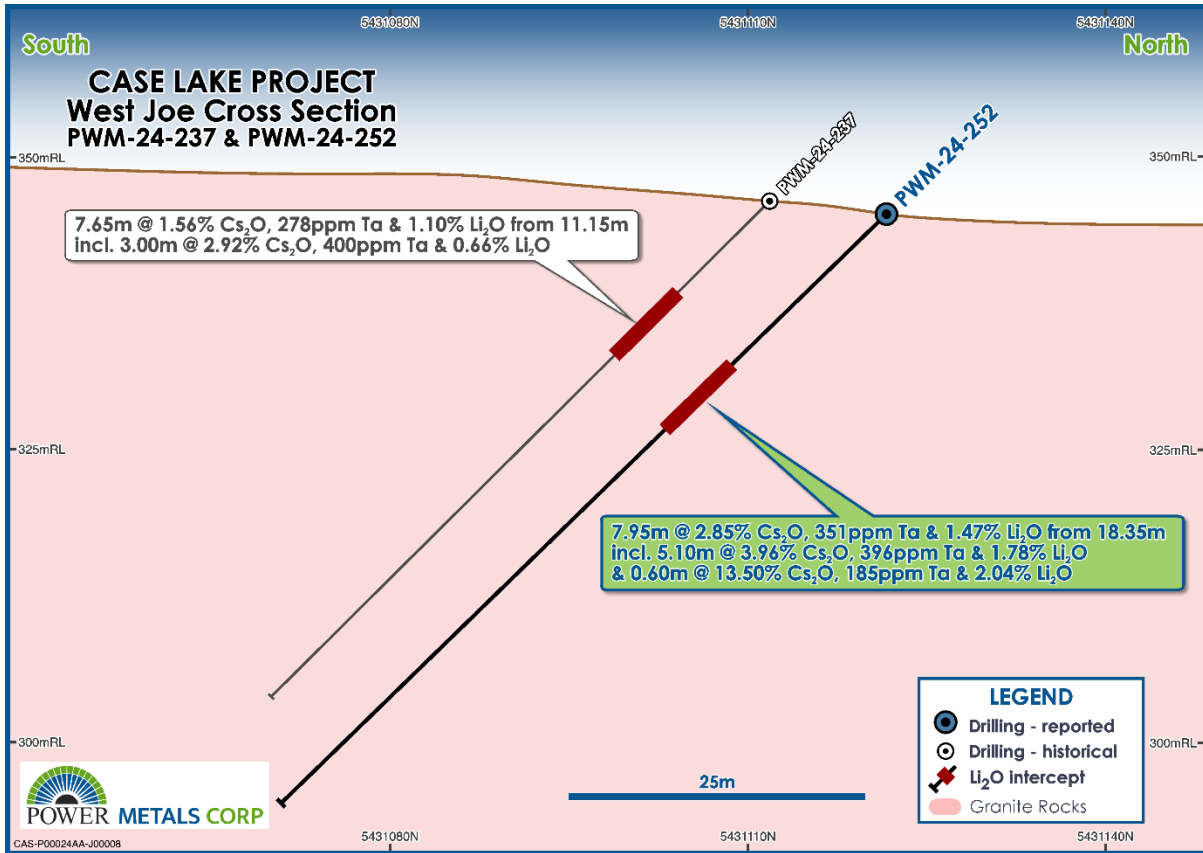 5431080N
5431110N
5431140N
South
North
CASE LAKE PROJECT
West Joe Cross Section
PWM-24-237 & PWM-24-252
PWM-24-237
PWM-24-252
350mRL
350mRL
7.65m @ 1.56% Cs₂O, 278ppm Ta & 1.10% Li₂O from 11.15m
incl. 3.00m @ 2.92% Cs₂O, 400ppm Ta & 0.66% Li₂O
325mRL
325mRL
7.95m @ 2.85% Cs₂O, 351ppm Ta & 1.47% Li₂O from 18.35m
incl. 5.10m @ 3.96% Cs₂O, 396ppm Ta & 1.78% Li₂O
& 0.60m @ 13.50% Cs₂O, 185ppm Ta & 2.04% Li₂O
LEGEND
Drilling - reported
Drilling - historical
Li₂O intercept
Granite Rocks
300mRL
300mRL
25m
POWER METALS CORP
CAS-P00024AA-J00008
5431080N
5431110N
5431140N